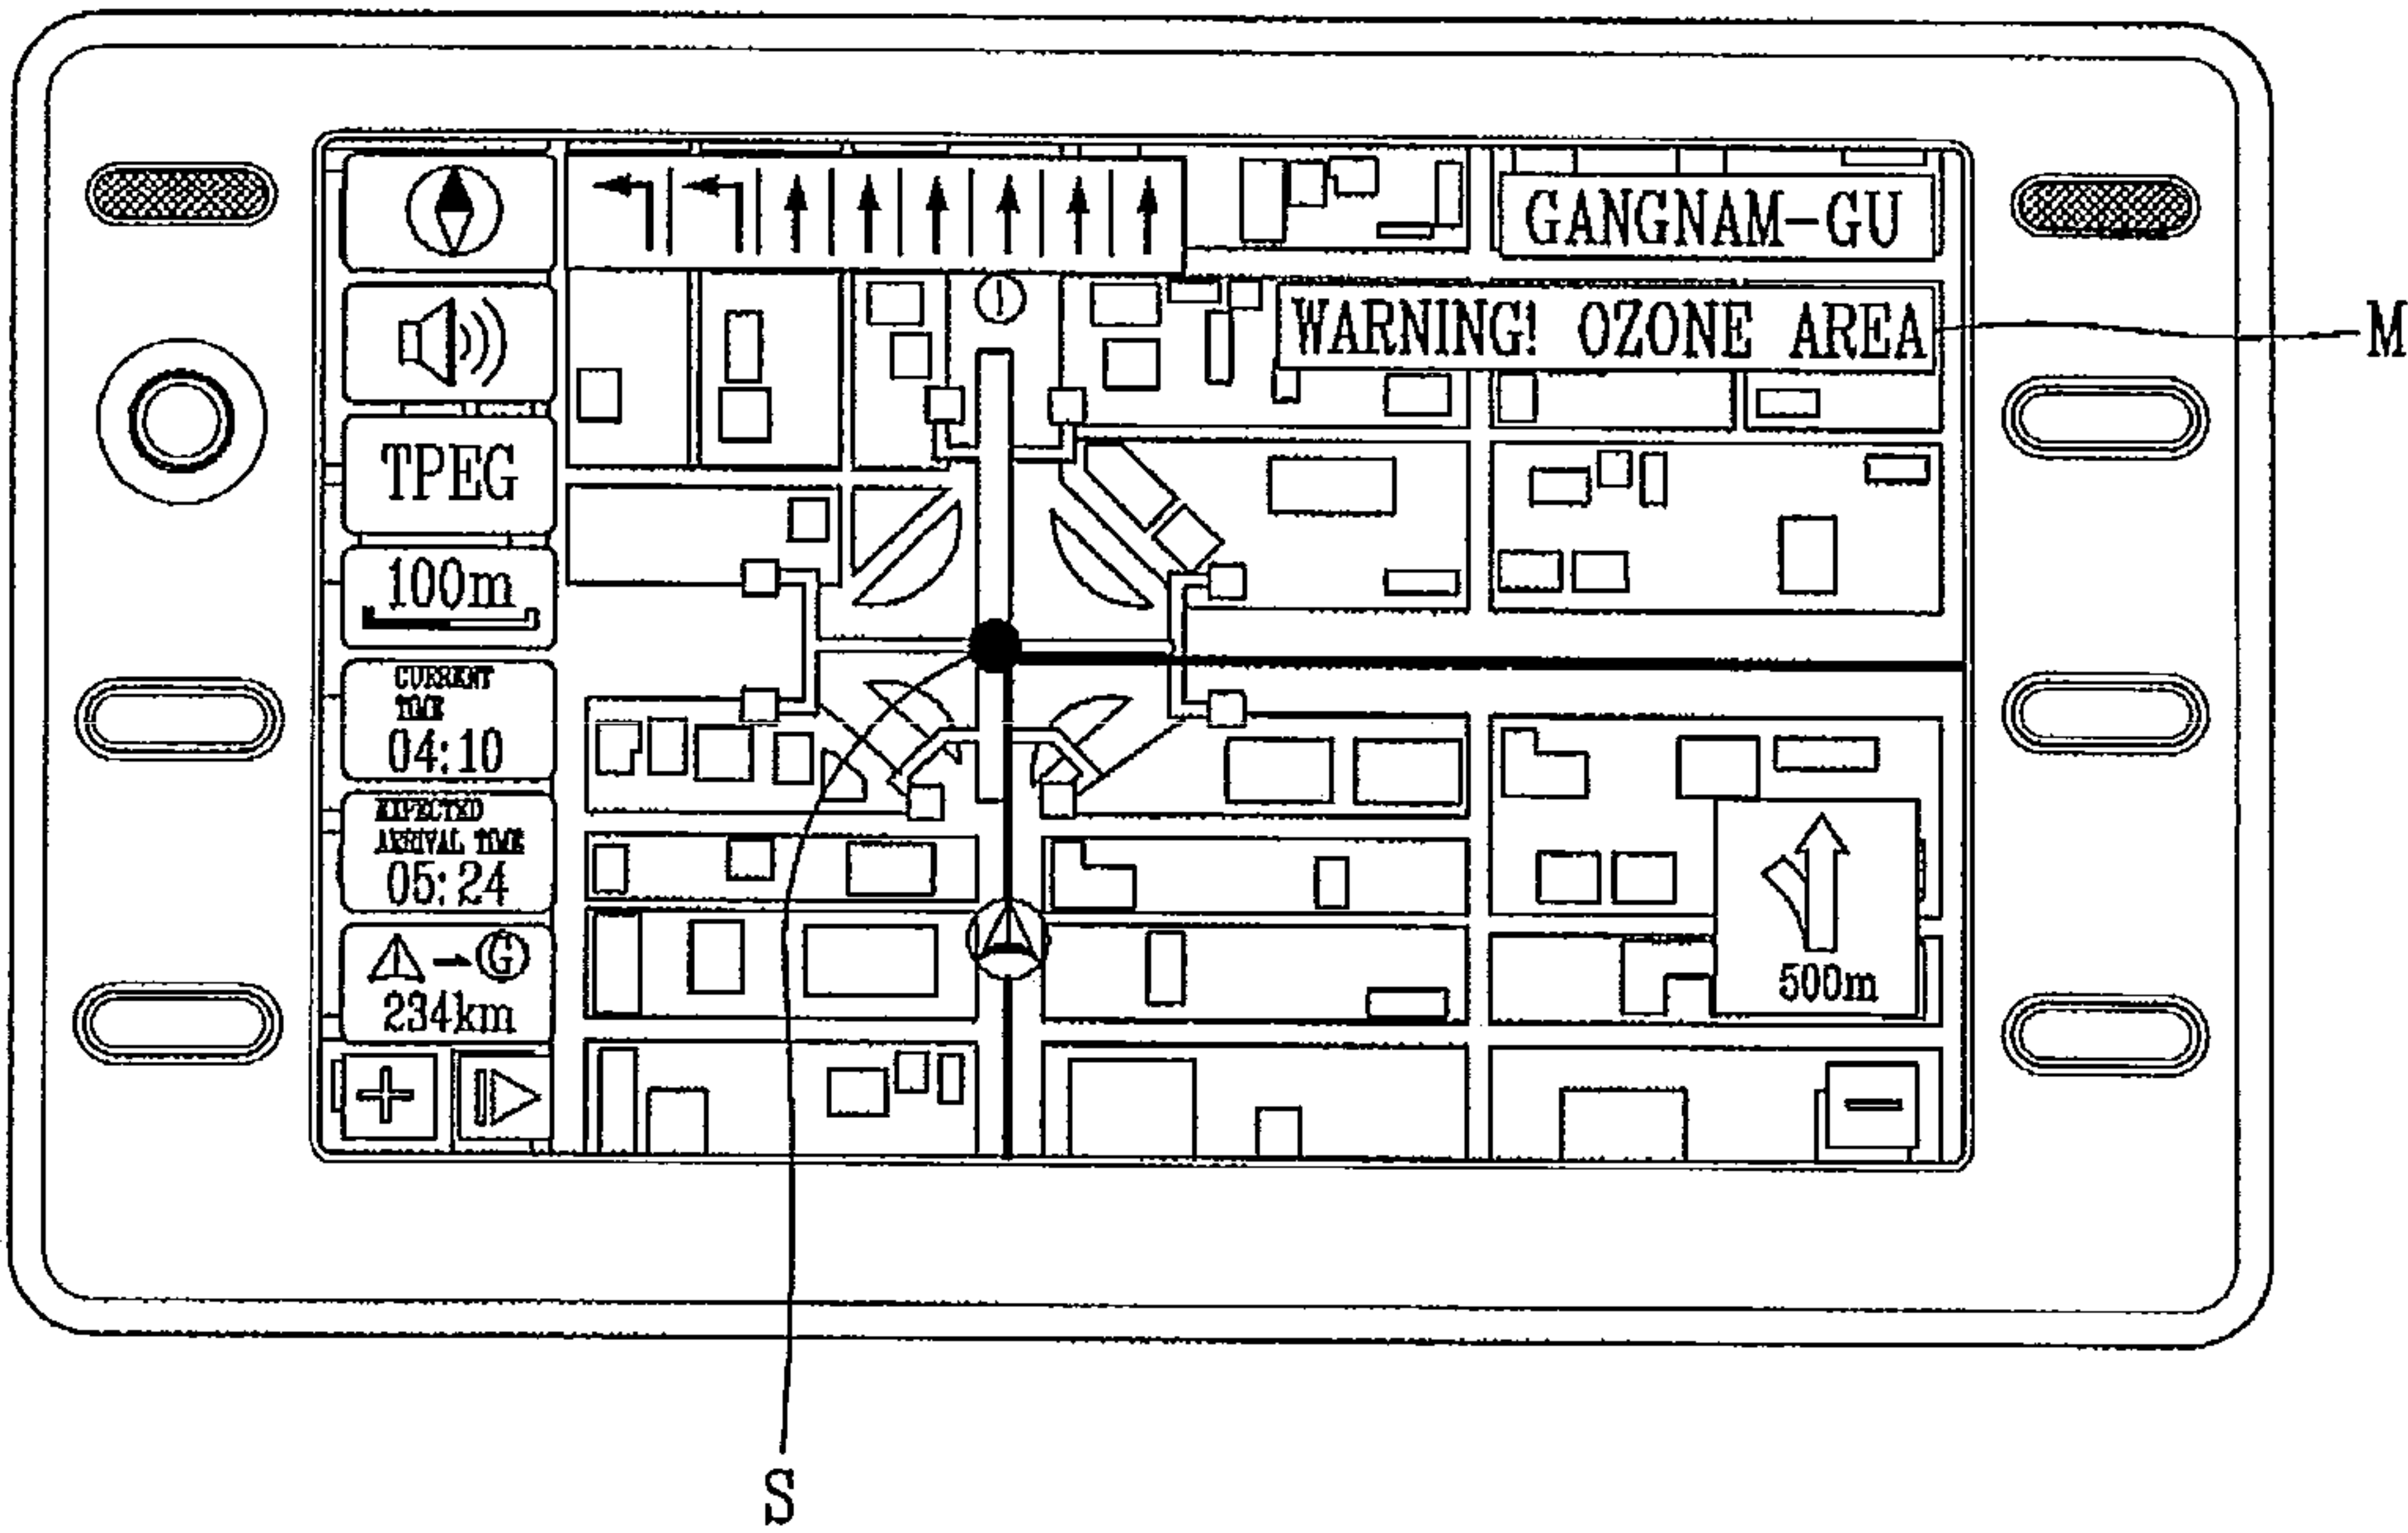 GANGNAM-GU
WARNING! OZONE AREA
M
TPEG
100m
CURRENT
TIME
04:10
EXPECTED
ARRIVAL TIME
05:24
G
234km
500m
S